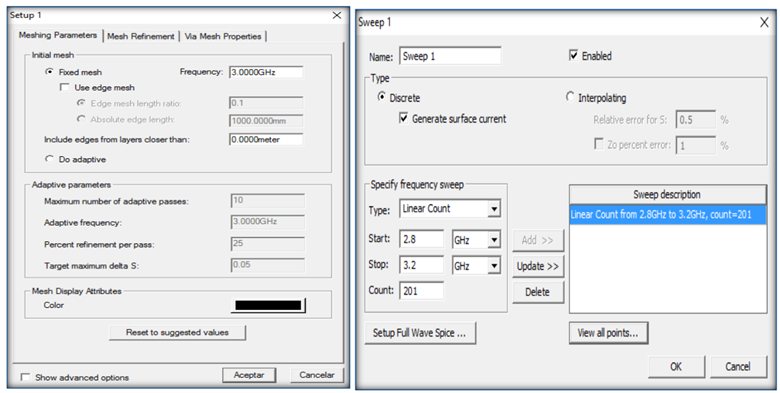 Setup 1
Meshing Parameters Mesh Refinement Via Mesh Properties
Initial mesh
Fixed mesh Frequency: 3.0000GHz
Use edge mesh
Edge mesh length ratio: 0.1
Absolute edge length: 1000.0000mm
Include edges from layers closer than: 0.0000meter
Do adaptive
Adaptive parameters
Maximum number of adaptive passes: 10
Adaptive frequency: 3.0000GHz
Percent refinement per pass: 25
Target maximum delta S: 0.05
Mesh Display Attributes
Color
Reset to suggested values
Show advanced options Aceptar Cancelar
Sweep 1
Name: Sweep 1 Enabled
Type
Discrete Interpolating
Generate surface current Relative error for S: 0.5 %
Zo percent error: 1 %
Specify frequency sweep
Type: Linear Count
Start: 2.8 GHz
Stop: 3.2 GHz
Count: 201
Add >>
Update >>
Delete
Sweep description
Linear Count from 2.8GHz to 3.2GHz, count=201
Setup Full Wave Spice ... View all points...
OK Cancel